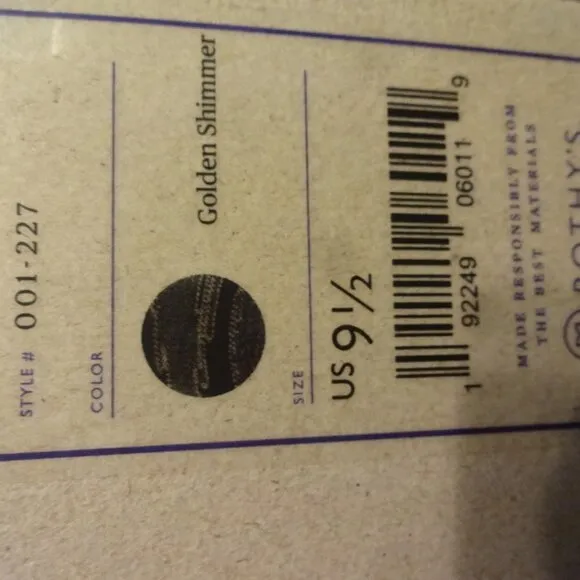 STYLE # 001-227
COLOR
Golden Shimmer
SIZE
US 9 ½
1 92249 06011 9
MADE RESPONSIBLY FROM
THE BEST MATERIALS
ROTHY'S